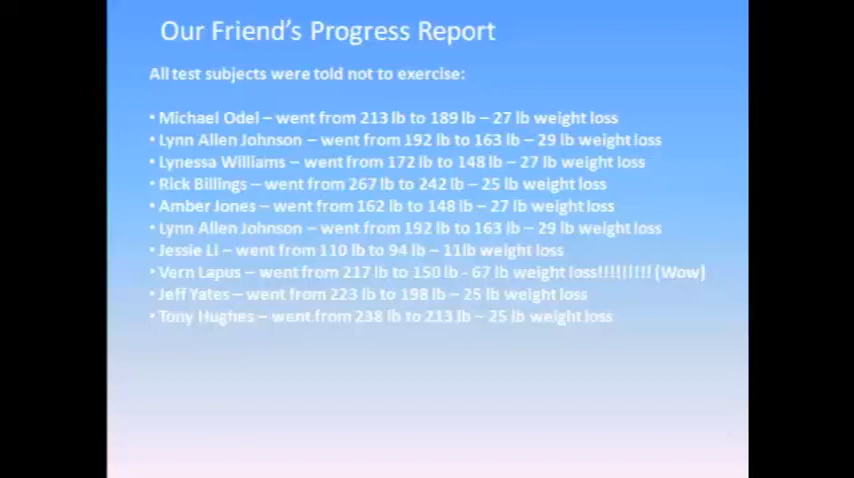 Our Friend's Progress Report
All test subjects were told not to exercise:
• Michael Odel – went from 213 lb to 189 lb – 27 lb weight loss
• Lynn Allen Johnson – went from 192 lb to 163 lb – 29 lb weight loss
• Lynessa Williams – went from 172 lb to 148 lb – 27 lb weight loss
• Rick Billings – went from 267 lb to 242 lb – 25 lb weight loss
• Amber Jones – went from 162 lb to 148 lb – 27 lb weight loss
• Lynn Allen Johnson – went from 192 lb to 163 lb – 29 lb weight loss
• Jessie Li – went from 110 lb to 94 lb – 11lb weight loss
• Vern Lapus – went from 217 lb to 150 lb - 67 lb weight loss!!!!!!!!! (Wow)
• Jeff Yates – went from 223 lb to 198 lb – 25 lb weight loss
• Tony Hughes – went from 238 lb to 213 lb – 25 lb weight loss